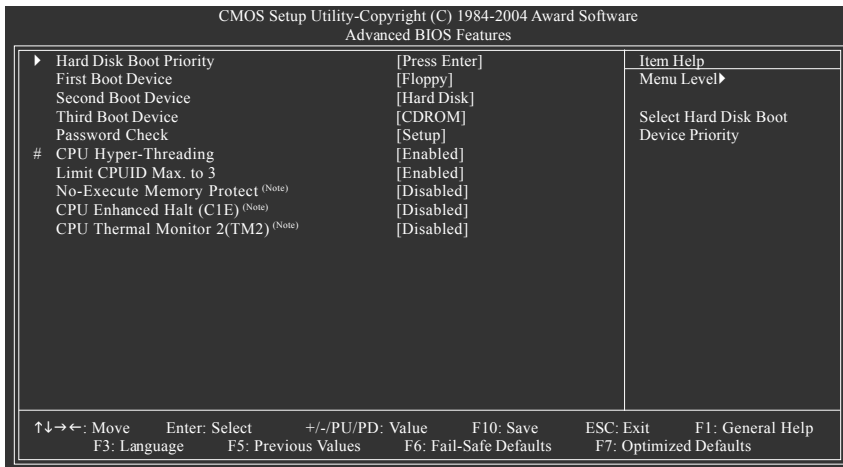 CMOS Setup Utility-Copyright (C) 1984-2004 Award Software
Advanced BIOS Features
▶ Hard Disk Boot Priority [Press Enter]
First Boot Device [Floppy]
Second Boot Device [Hard Disk]
Third Boot Device [CDROM]
Password Check [Setup]
# CPU Hyper-Threading [Enabled]
Limit CPUID Max. to 3 [Enabled]
No-Execute Memory Protect (Note) [Disabled]
CPU Enhanced Halt (C1E) (Note) [Disabled]
CPU Thermal Monitor 2(TM2) (Note) [Disabled]
Item Help
Menu Level▶
Select Hard Disk Boot
Device Priority
↑↓→←: Move Enter: Select +/-/PU/PD: Value F10: Save ESC: Exit F1: General Help
F3: Language F5: Previous Values F6: Fail-Safe Defaults F7: Optimized Defaults